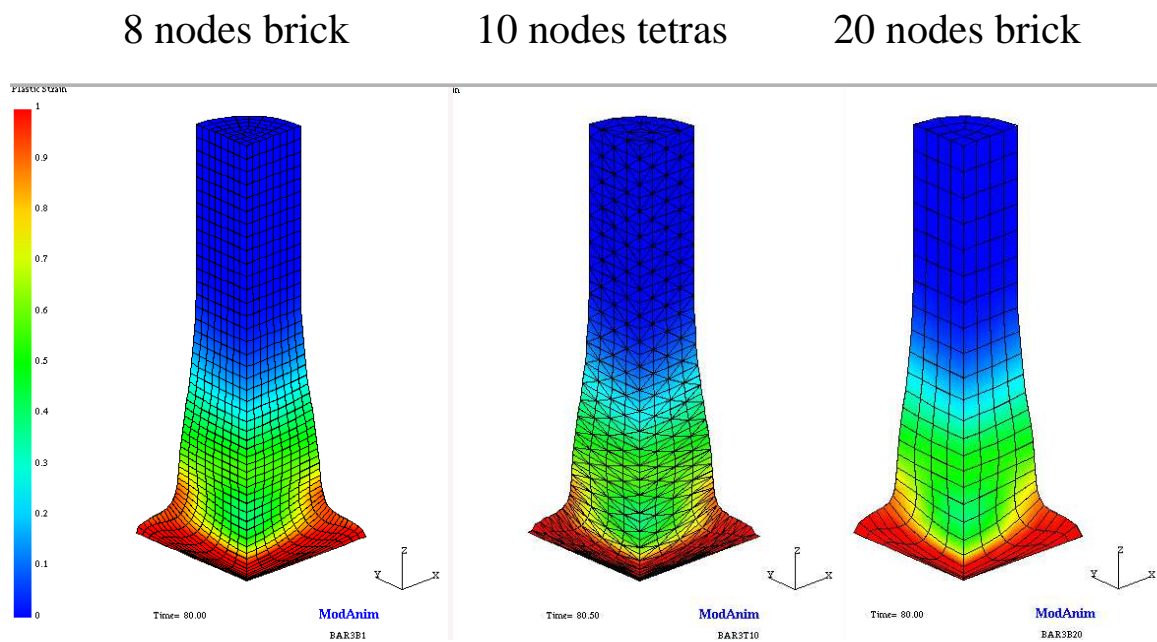 8 nodes brick 10 nodes tetras 20 nodes brick
Plastic Strain
in
1
0.9
0.8
0.7
0.6
0.5
0.4
0.3
0.2
0.1
0
Z
Y X
Time= 80.00
ModAnim
BAR3B1
Z
Y X
Time= 80.50
ModAnim
BAR3T10
Z
Y X
Time= 80.00
ModAnim
BAR3B20